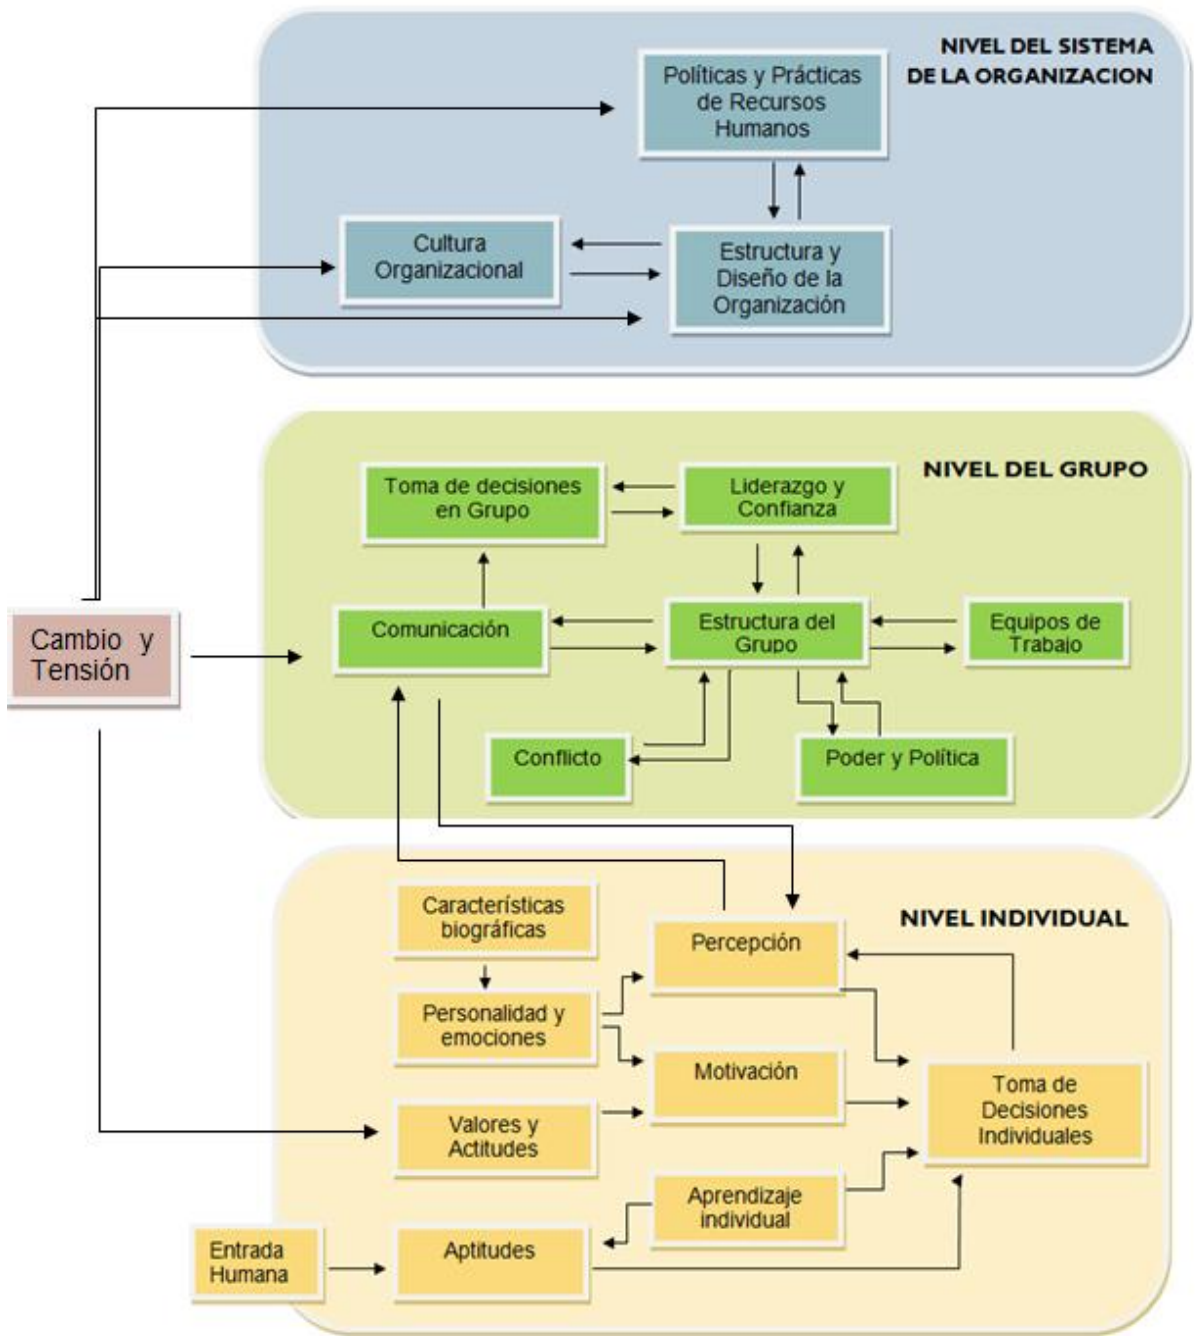 NIVEL DEL SISTEMA
DE LA ORGANIZACION
Políticas y Prácticas
de Recursos
Humanos
Cultura
Organizacional
Estructura y
Diseño de la
Organización
NIVEL DEL GRUPO
Toma de decisiones
en Grupo
Liderazgo y
Confianza
Cambio y
Tensión
Comunicación
Estructura del
Grupo
Equipos de
Trabajo
Conflicto
Poder y Política
NIVEL INDIVIDUAL
Características
biográficas
Percepción
Personalidad y
emociones
Motivación
Toma de
Decisiones
Individuales
Valores y
Actitudes
Aprendizaje
individual
Entrada
Humana
Aptitudes